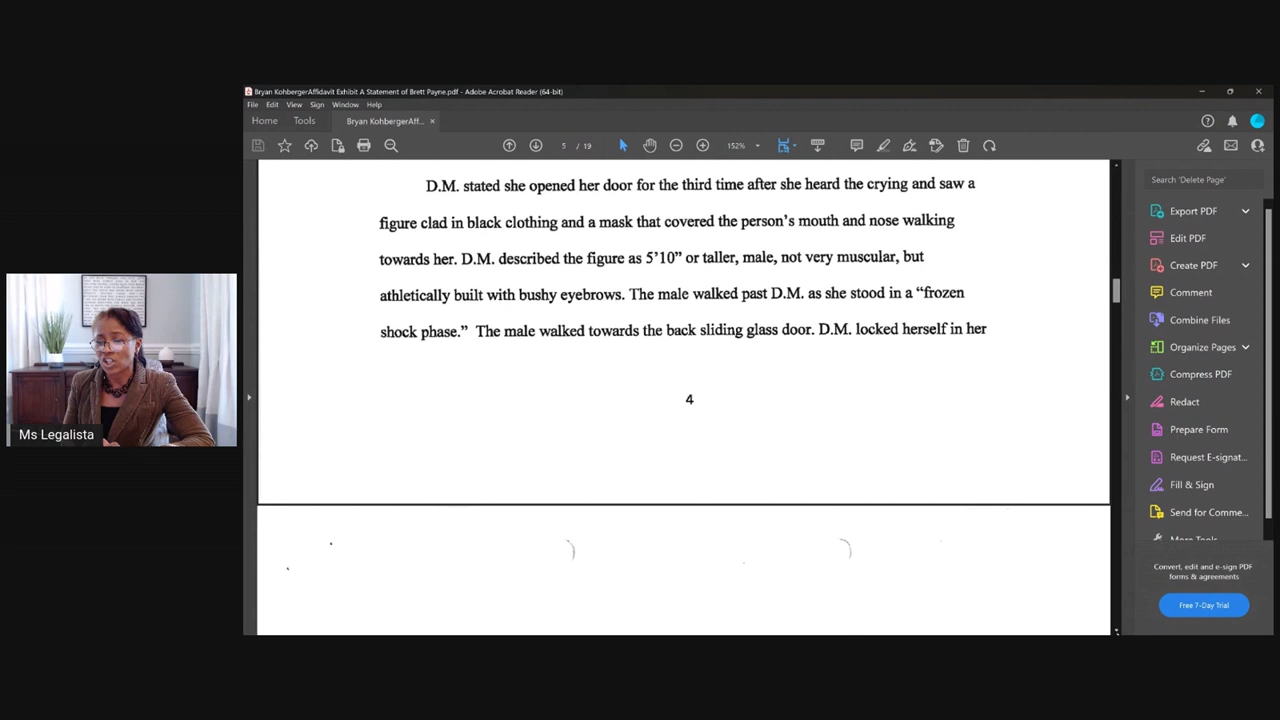 Bryan KohbergerAffidavit Exhibit A Statement of Brett Payne.pdf - Adobe Acrobat Reader (64-bit)
File Edit View Sign Window Help
Home Tools Bryan KohbergerAff... ×
5 / 19 152%
D.M. stated she opened her door for the third time after she heard the crying and saw a
figure clad in black clothing and a mask that covered the person's mouth and nose walking
towards her. D.M. described the figure as 5'10" or taller, male, not very muscular, but
athletically built with bushy eyebrows. The male walked past D.M. as she stood in a "frozen
shock phase." The male walked towards the back sliding glass door. D.M. locked herself in her
4
Search 'Delete Page'
Export PDF
Edit PDF
Create PDF
Comment
Combine Files
Organize Pages
Compress PDF
Redact
Prepare Form
Request E-signat...
Fill & Sign
Send for Comme...
More Tools
Convert, edit and e-sign PDF
forms & agreements
Free 7-Day Trial
Ms Legalista